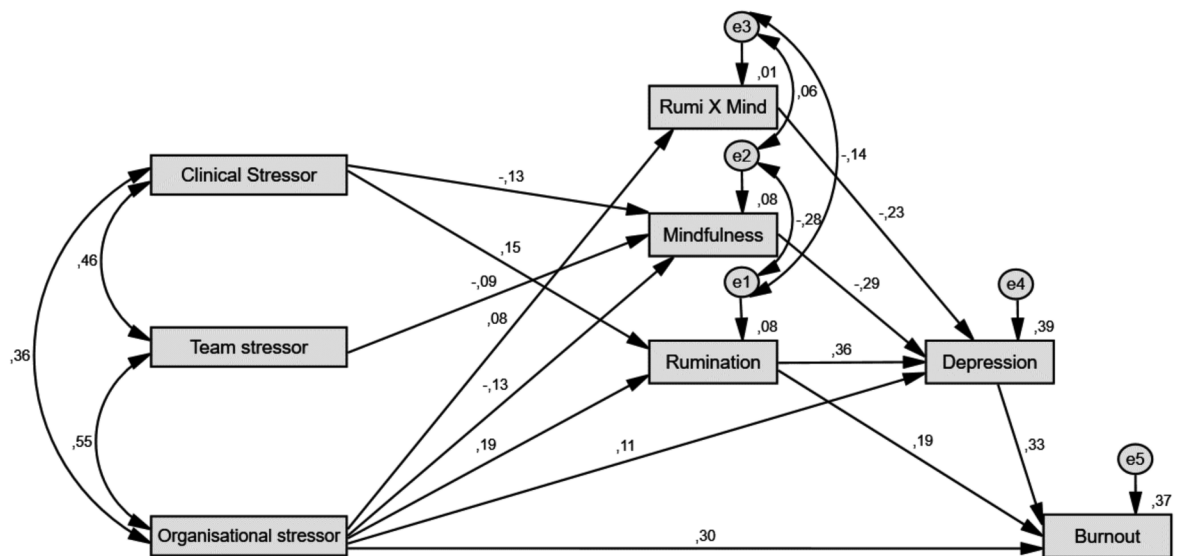 e3
,01
,06
Rumi X Mind
e2
-,14
Clinical Stressor
-,13
,08
-,28
-,23
Mindfulness
,15
,46
-,09
e1
-,29
e4
,08
,08
,39
Team stressor
,36
Rumination
,36
Depression
-,13
,55
,19
,11
,19
,33
e5
,37
Organisational stressor
,30
Burnout